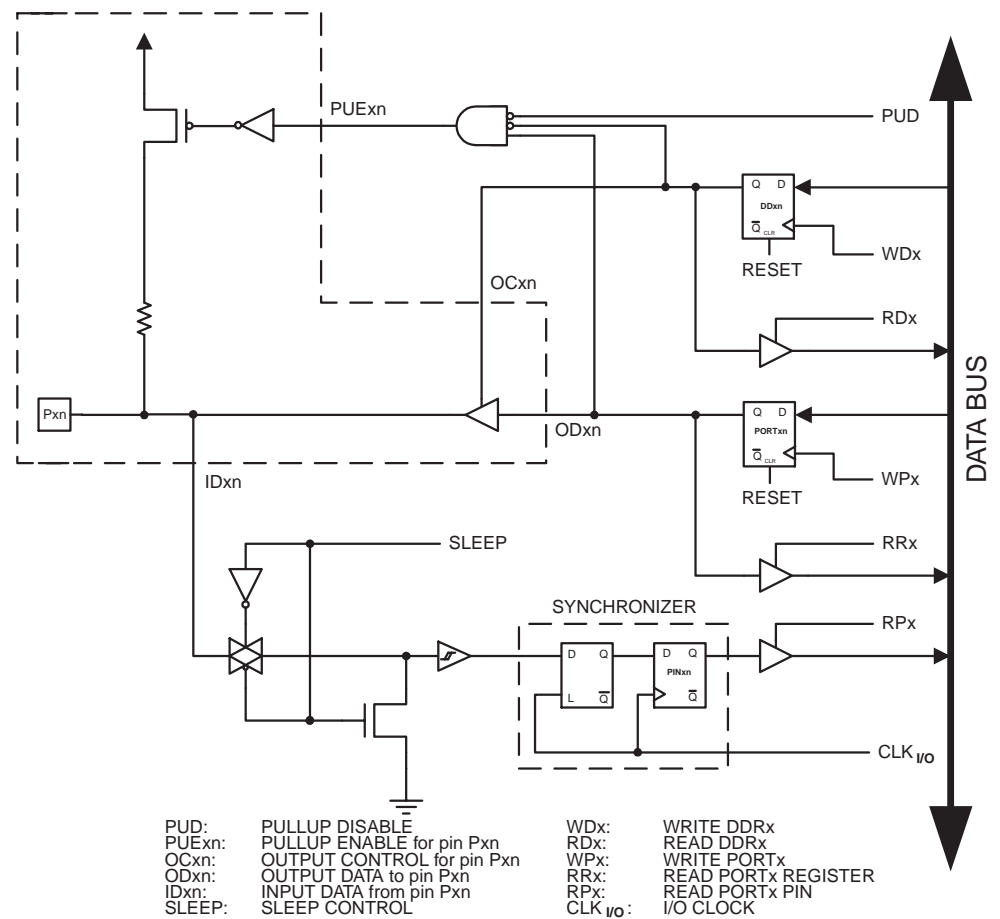 PUExn
PUD
Q D
DDxn
Q CLR
WDx
RESET
OCxn
RDx
Pxn
ODxn
Q D
PORTxn
Q CLR
IDxn
WPx
RESET
SLEEP
RRx
SYNCHRONIZER
RPx
D Q
L Q
D Q
PINxn
Q
CLK I/O
DATA BUS
PUD: PULLUP DISABLE
PUExn: PULLUP ENABLE for pin Pxn
OCxn: OUTPUT CONTROL for pin Pxn
ODxn: OUTPUT DATA to pin Pxn
IDxn: INPUT DATA from pin Pxn
SLEEP: SLEEP CONTROL
WDx: WRITE DDRx
RDx: READ DDRx
WPx: WRITE PORTx
RRx: READ PORTx REGISTER
RPx: READ PORTx PIN
CLK I/O: I/O CLOCK